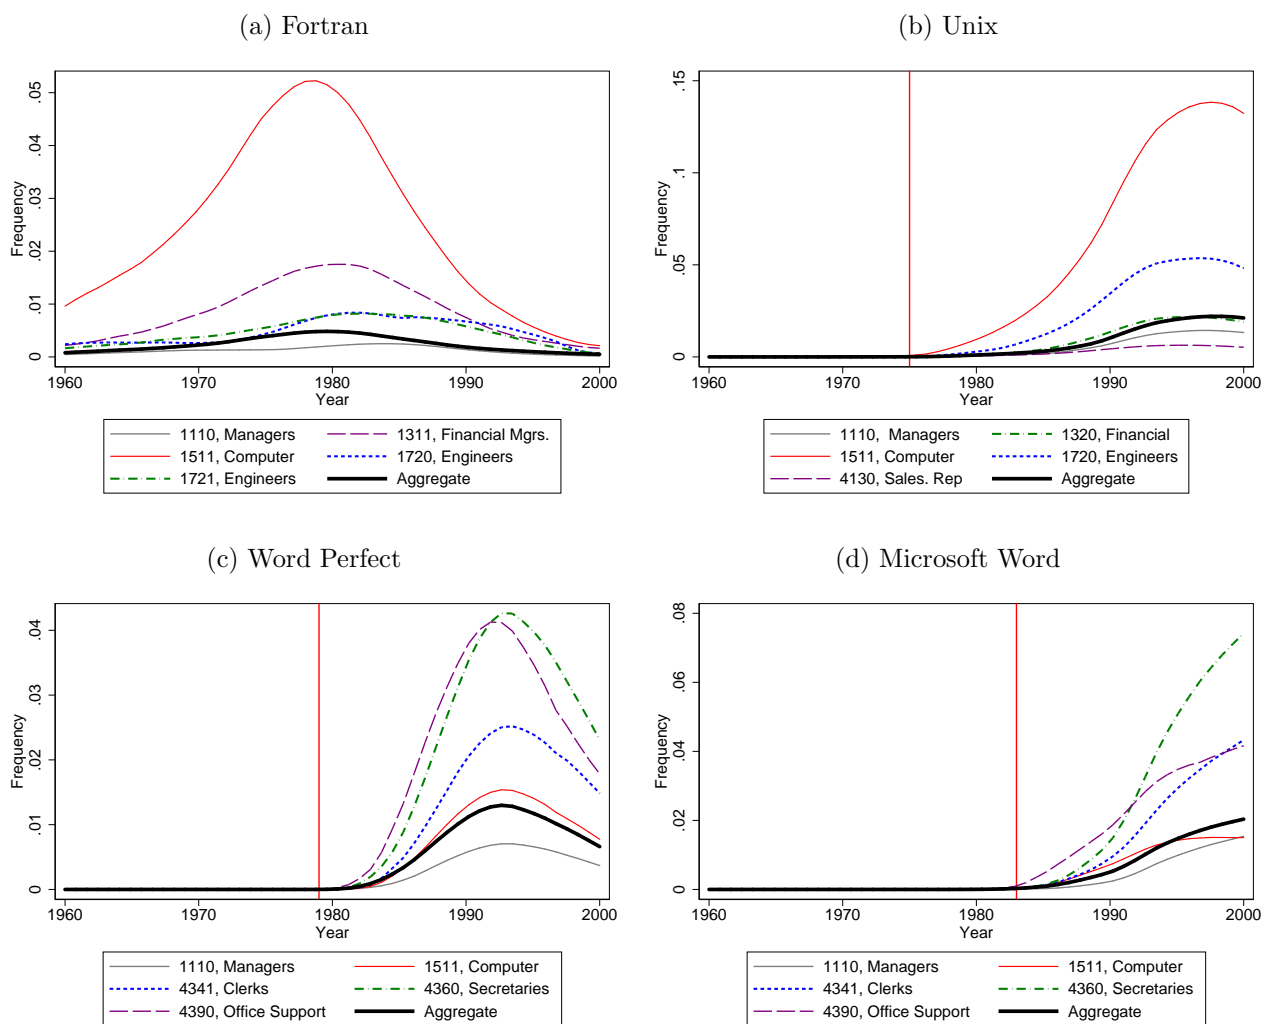 (a) Fortran
Frequency
.05
.04
.03
.02
.01
0
1960 1970 1980 1990 2000
Year
1110, Managers 1311, Financial Mgrs.
1511, Computer 1720, Engineers
1721, Engineers Aggregate
(b) Unix
Frequency
.15
.1
.05
0
1960 1970 1980 1990 2000
Year
1110, Managers 1320, Financial
1511, Computer 1720, Engineers
4130, Sales. Rep Aggregate
(c) Word Perfect
Frequency
.04
.03
.02
.01
0
1960 1970 1980 1990 2000
Year
1110, Managers 1511, Computer
4341, Clerks 4360, Secretaries
4390, Office Support Aggregate
(d) Microsoft Word
Frequency
.08
.06
.04
.02
0
1960 1970 1980 1990 2000
Year
1110, Managers 1511, Computer
4341, Clerks 4360, Secretaries
4390, Office Support Aggregate